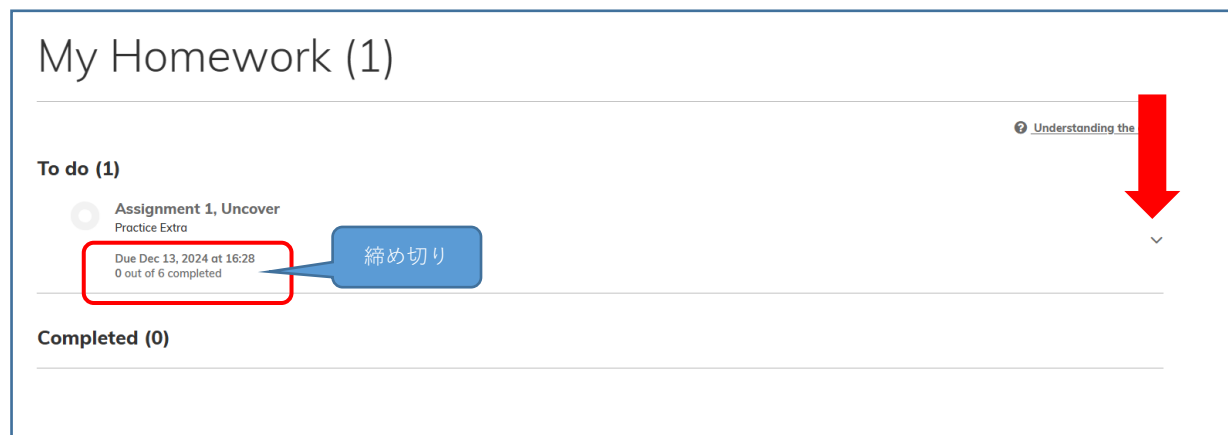 My Homework (1)
Understanding the
To do (1)
Assignment 1, Uncover
Practice Extra
Due Dec 13, 2024 at 16:28
0 out of 6 completed
締め切り
Completed (0)